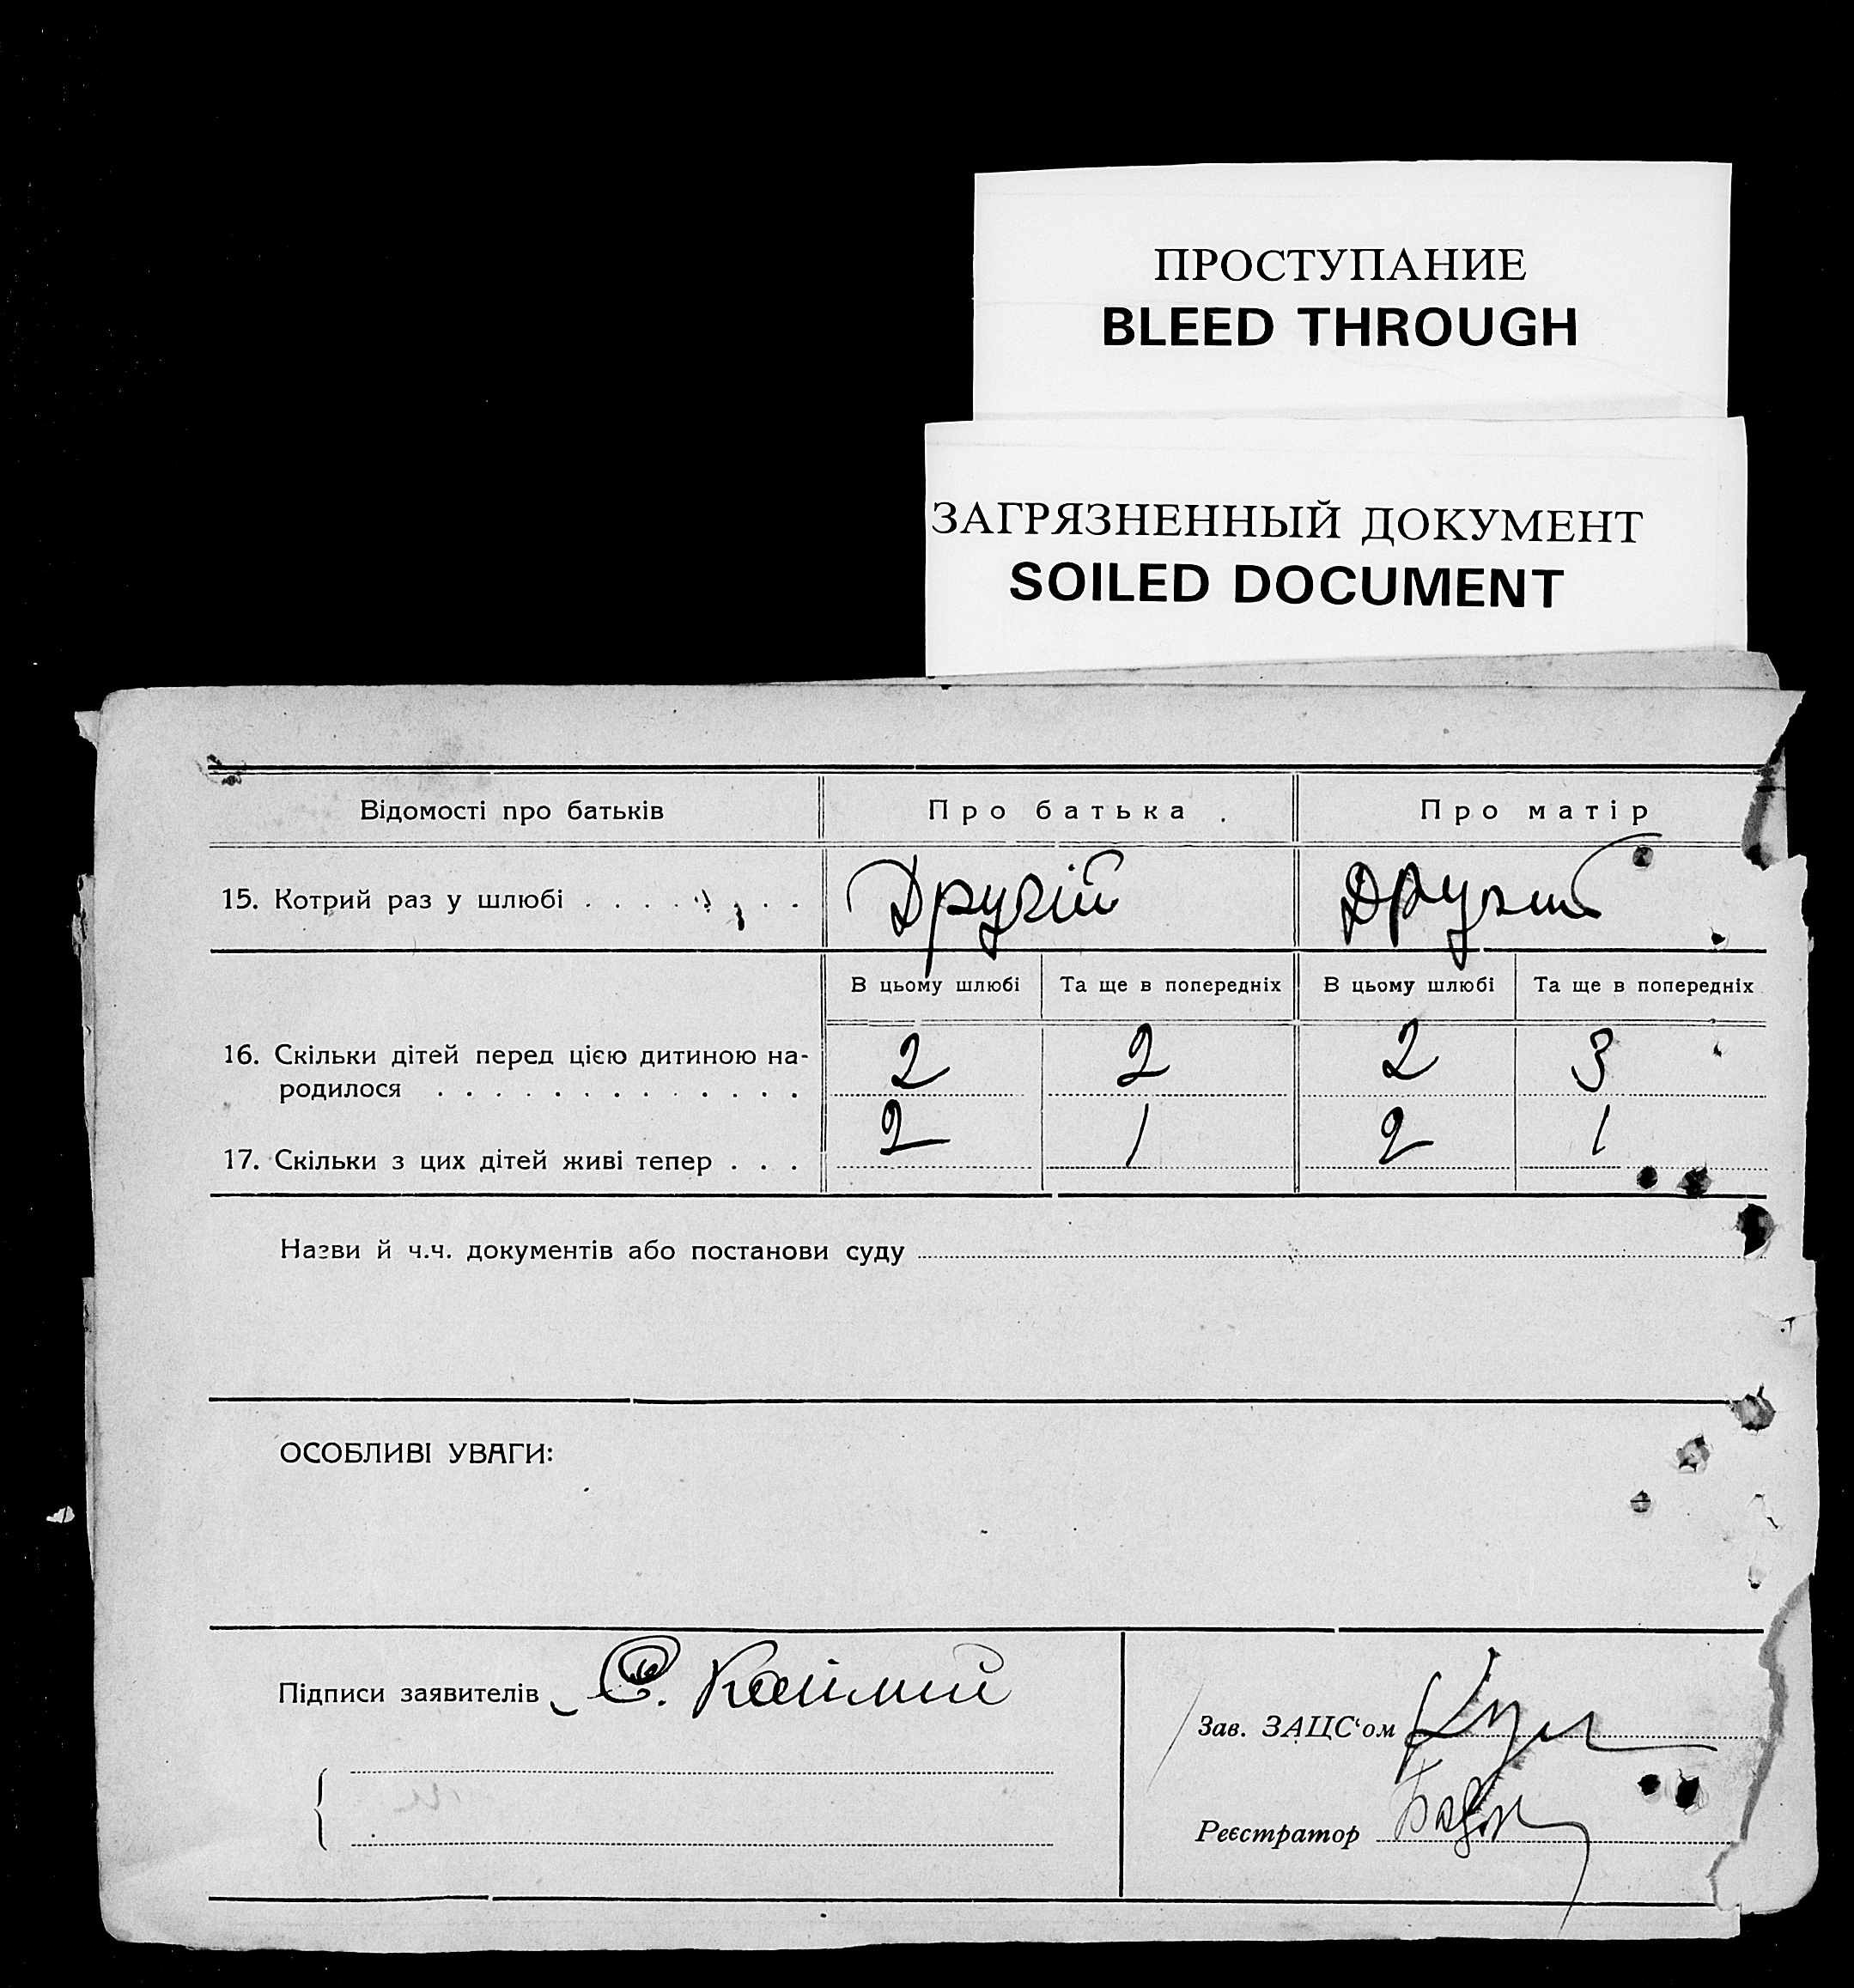 ПРОСТУПАНИЕ
BLEED THROUGH
ЗАГРЯЗНЕННЫЙ ДОКУМЕНТ
SOILED DOCUMENT
Відомості про батьків Про батька . Про матір
15. Котрий раз у шлюбі . . . . . . . . Другій Другий
В цьому шлюбі Та ще в попередніх В цьому шлюбі Та ще в попередніх
16. Скільки дітей перед цією дитиною на- 2 2 2 3
родилося . . . . . . . . . . . . .
17. Скільки з цих дітей живі тепер . . . 2 1 2 1
Назви й ч.ч. документів або постанови суду
ОСОБЛИВІ УВАГИ:
Підписи заявителів
Зав. ЗАЦС‘ом
Реєстратор